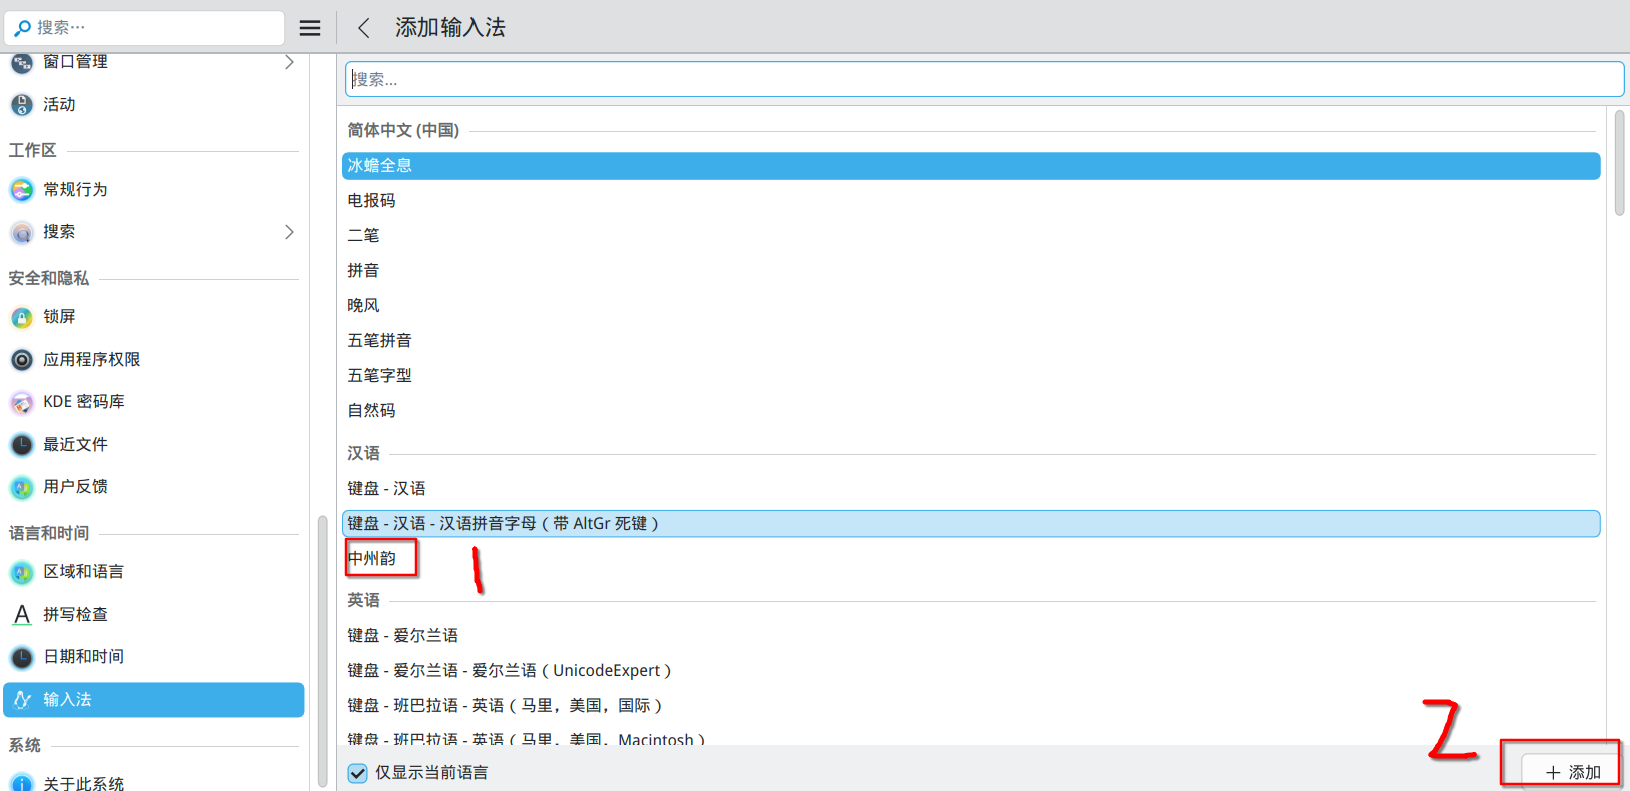 搜索…
添加输入法
窗口管理
活动
工作区
常规行为
搜索
安全和隐私
锁屏
应用程序权限
KDE 密码库
最近文件
用户反馈
语言和时间
区域和语言
拼写检查
日期和时间
输入法
系统
关于此系统
搜索...
简体中文 (中国)
冰蟾全息
电报码
二笔
拼音
晚风
五笔拼音
五笔字型
自然码
汉语
键盘 - 汉语
键盘 - 汉语 - 汉语拼音字母（带 AltGr 死键）
中州韵
1
英语
键盘 - 爱尔兰语
键盘 - 爱尔兰语 - 爱尔兰语（UnicodeExpert）
键盘 - 班巴拉语 - 英语（马里，美国，国际）
键盘 - 班巴拉语 - 英语（马里，美国，Macintosh）
2
仅显示当前语言
添加